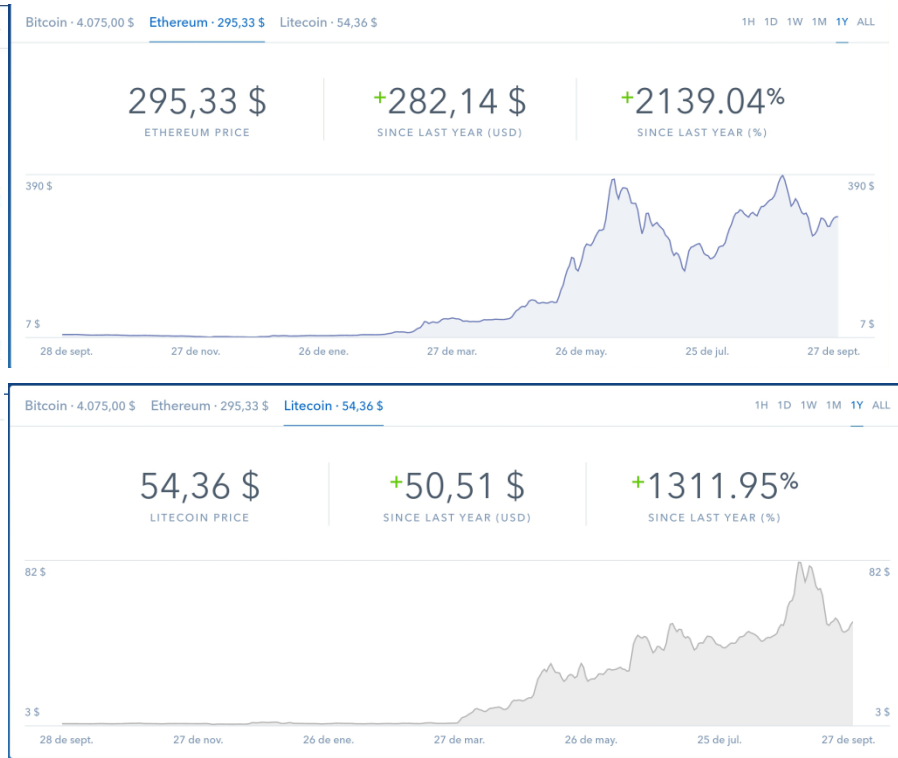 Bitcoin · 4.075,00 $ Ethereum · 295,33 $ Litecoin · 54,36 $ 1H 1D 1W 1M 1Y ALL
295,33 $ +282,14 $ +2139.04%
ETHEREUM PRICE SINCE LAST YEAR (USD) SINCE LAST YEAR (%)
390 $ 390 $
7 $ 7 $
28 de sept. 27 de nov. 26 de ene. 27 de mar. 26 de may. 25 de jul. 27 de sept.
Bitcoin · 4.075,00 $ Ethereum · 295,33 $ Litecoin · 54,36 $ 1H 1D 1W 1M 1Y ALL
54,36 $ +50,51 $ +1311.95%
LITECOIN PRICE SINCE LAST YEAR (USD) SINCE LAST YEAR (%)
82 $ 82 $
3 $ 3 $
28 de sept. 27 de nov. 26 de ene. 27 de mar. 26 de may. 25 de jul. 27 de sept.